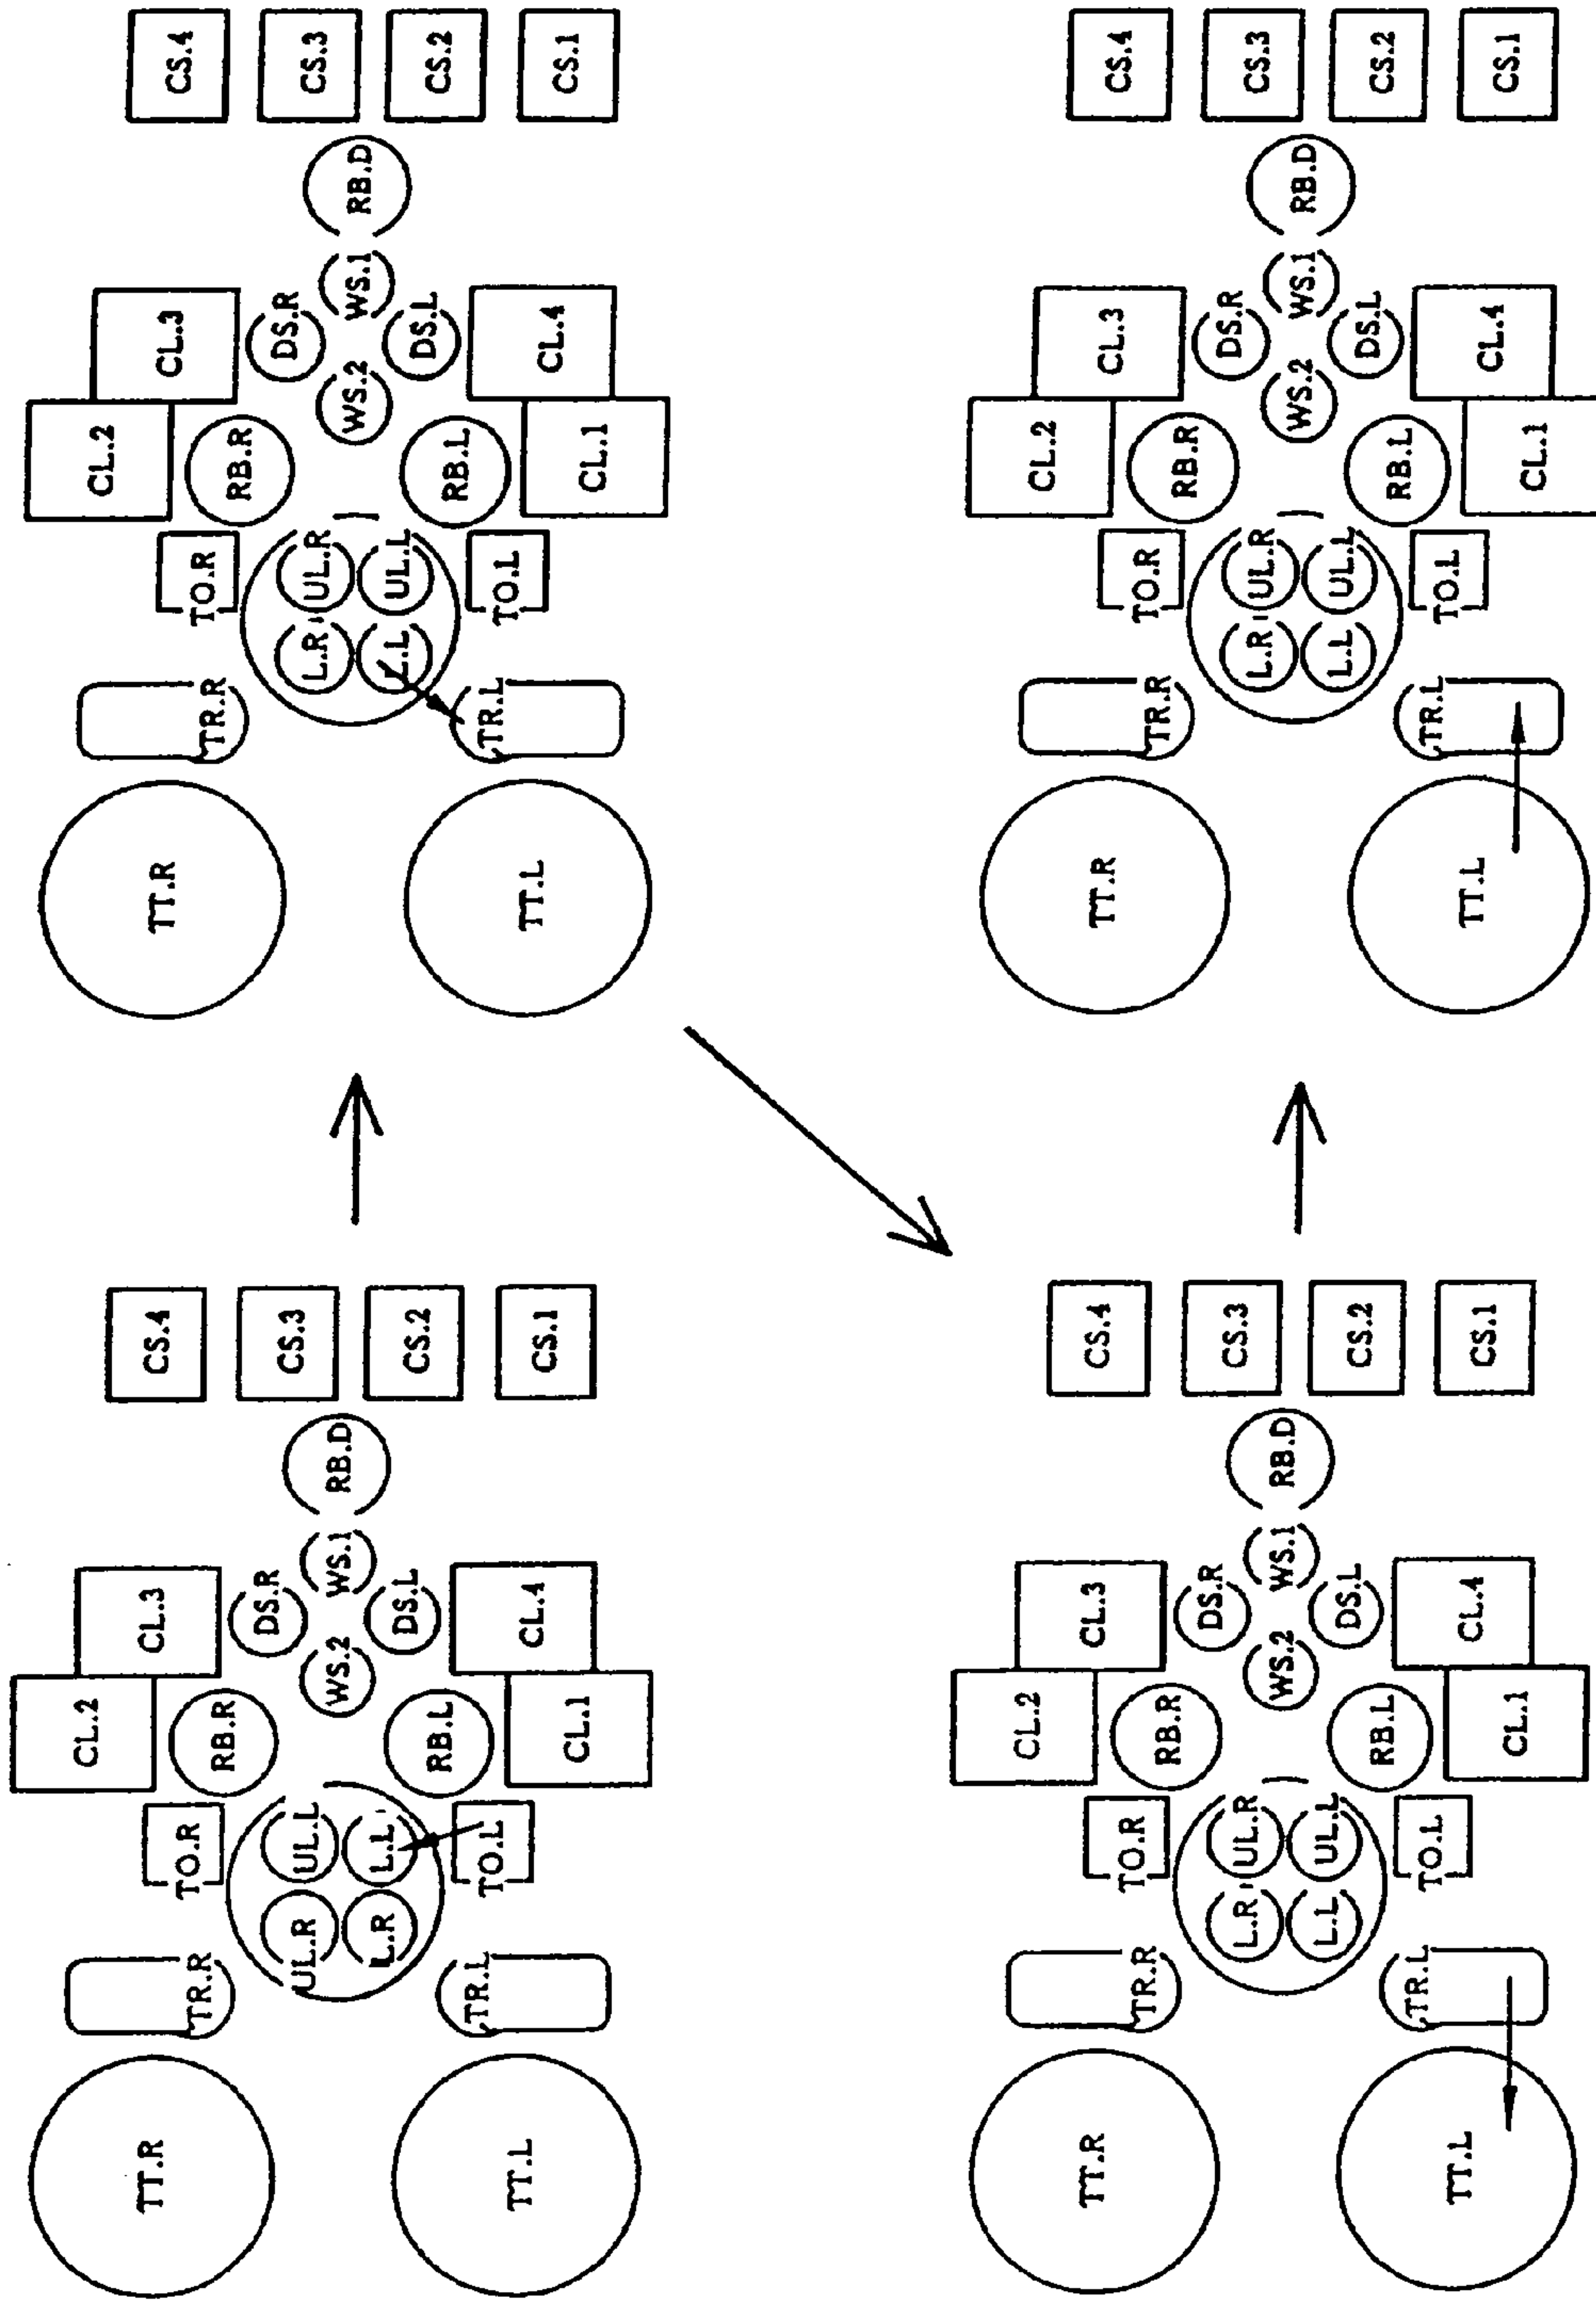 CL.2
TT.R
CL.3
CS.4
TO.R
TR.R
RB.R
DS.R
CS.3
UL.R
UL.L
WS.2
WS.1
RB.D
L.R
L.L
DS.L
CS.2
RB.L
TR.L
TO.L
TT.L
CL.4
CS.1
CL.1
CL.2
TT.R
CL.3
CS.4
TO.R
TR.R
RB.R
DS.R
CS.3
L.R
UL.R
WS.2
WS.1
RB.D
L.L
UL.L
DS.L
CS.2
RB.L
TR.L
TO.L
TT.L
CL.4
CS.1
CL.1
CL.2
TT.R
CL.3
CS.4
TO.R
TR.R
RB.R
DS.R
CS.3
L.R
UL.R
WS.2
WS.1
RB.D
L.L
UL.L
DS.L
CS.2
RB.L
TR.L
TO.L
TT.L
CL.4
CS.1
CL.1
CL.2
TT.R
CL.3
CS.4
TO.R
TR.R
RB.R
DS.R
CS.3
L.R
UL.R
WS.2
WS.1
RB.D
L.L
UL.L
DS.L
CS.2
RB.L
TR.L
TO.L
TT.L
CL.4
CS.1
CL.1